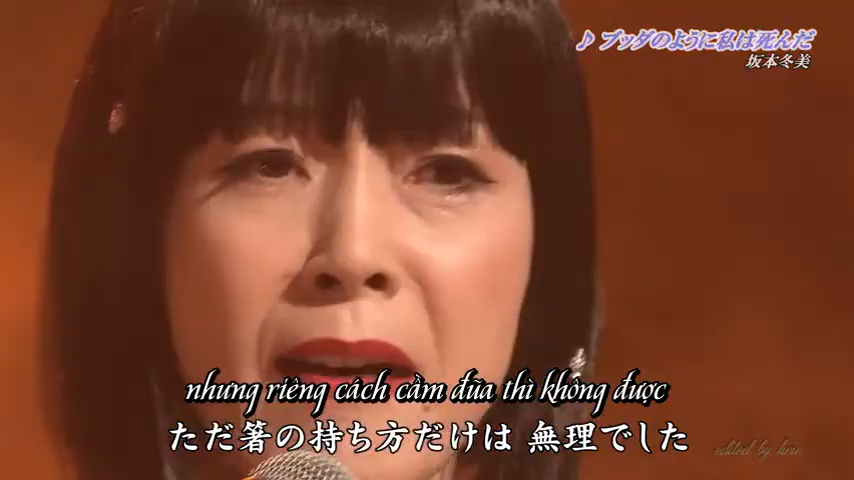 ♪ ブッダのように私は死んだ
坂本冬美
nhưng riêng cách cầm đũa thì không được
ただ箸の持ち方だけは 無理でした
edited by